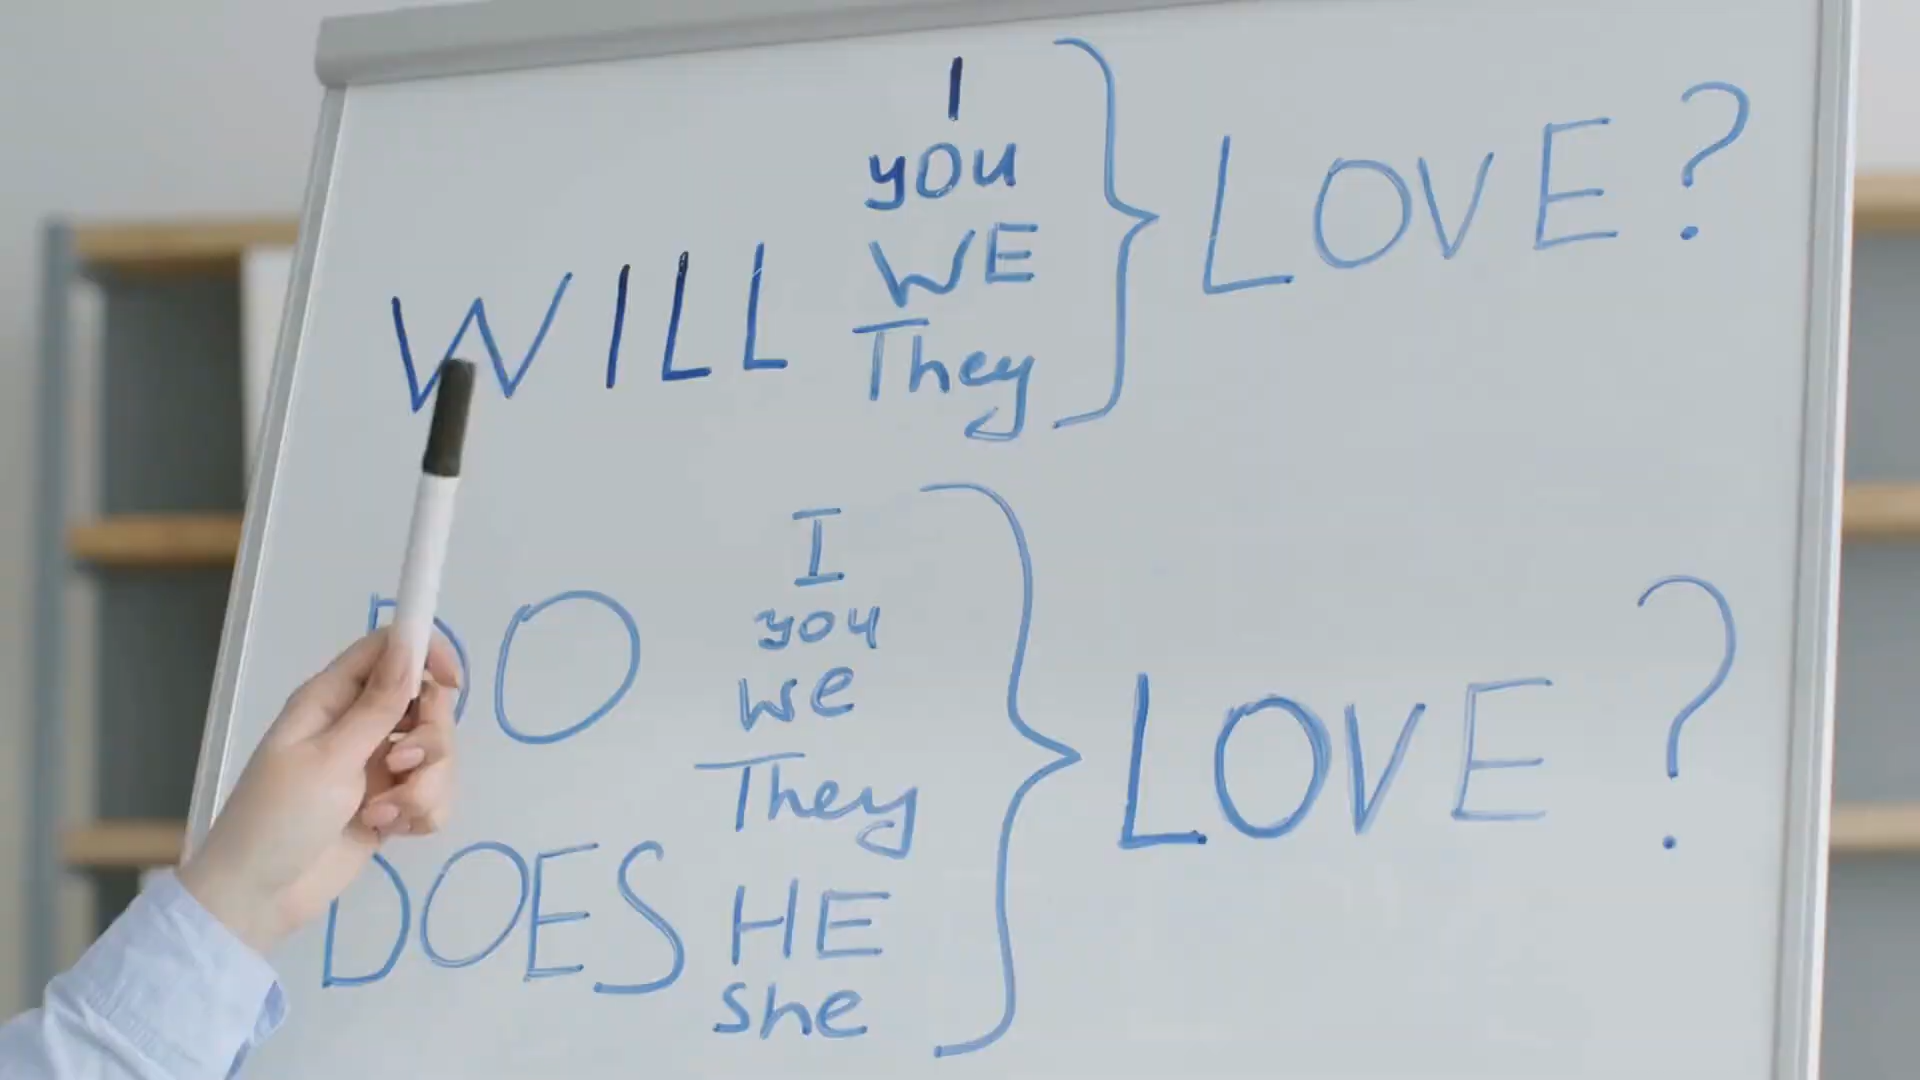 I
you
WILL WE } LOVE?
They
I
you
DO we
They } LOVE?
DOES HE
she